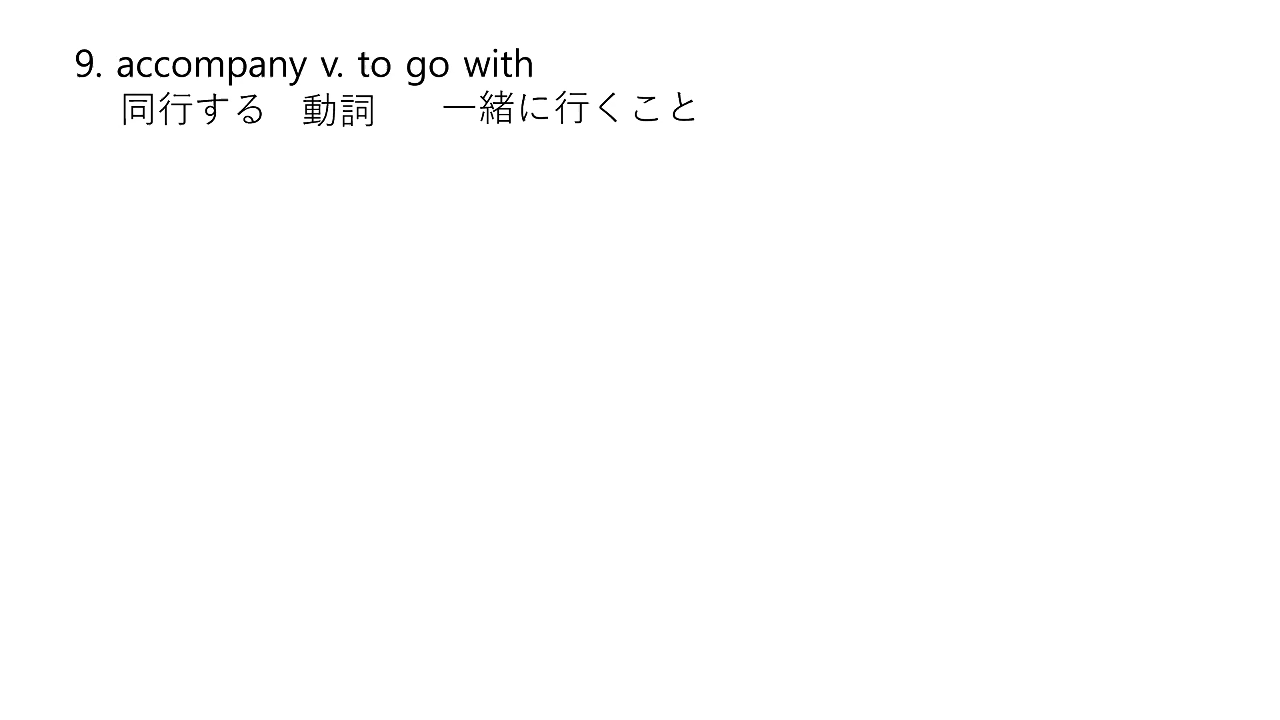 9. accompany v. to go with
同行する 動詞 一緒に行くこと